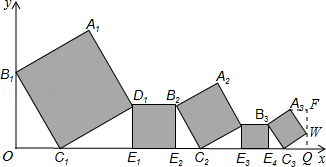 y
A₁
A₂
A₃ F
B₁
D₁ B₂
B₃ W
O C₁ E₁ E₂ C₂ E₃ E₄ C₃ Q x